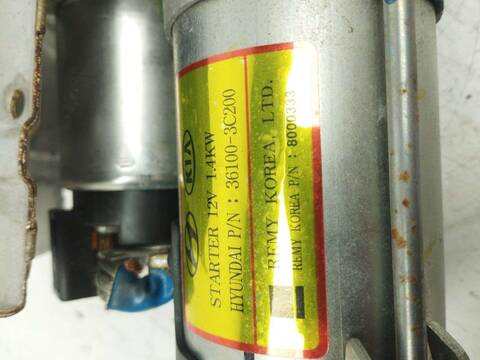 KIA
STARTER 12V 1.4KW
HYUNDAI P/N : 36100-3C200
REMY KOREA, LTD.
REMY KOREA P/N : 8000333